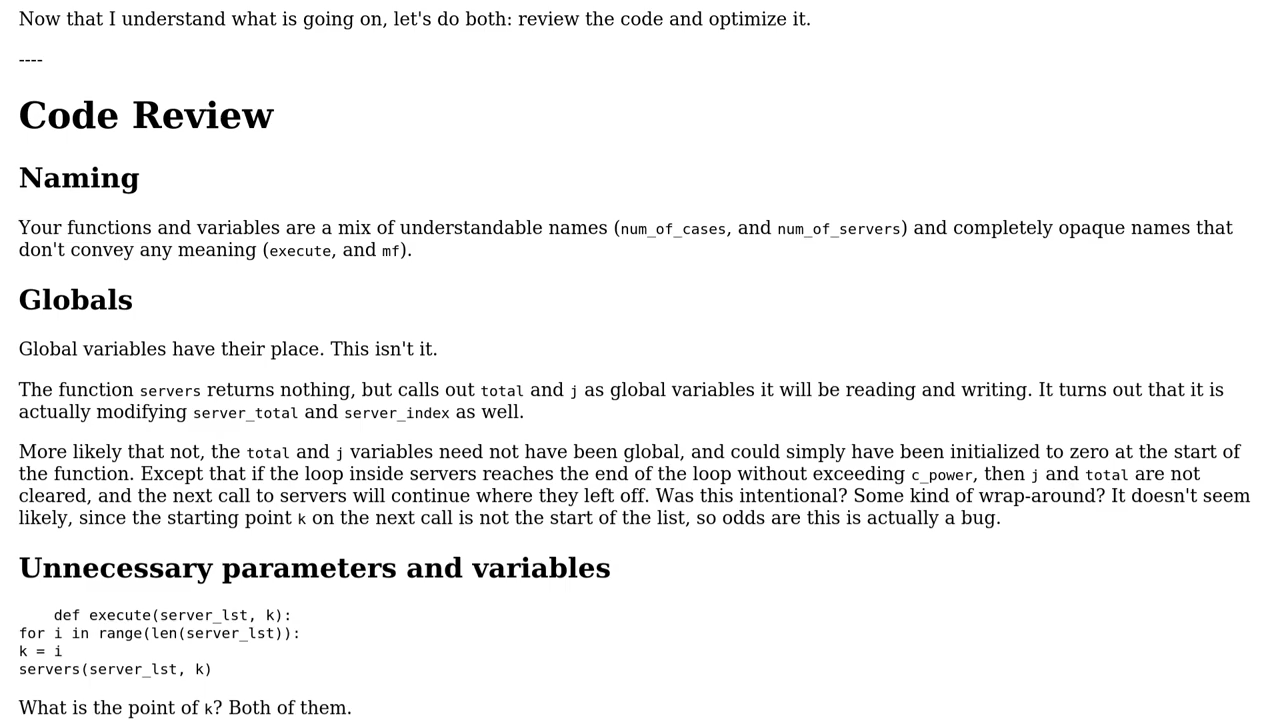 Now that I understand what is going on, let's do both: review the code and optimize it.
----
Code Review
Naming
Your functions and variables are a mix of understandable names (num_of_cases, and num_of_servers) and completely opaque names that
don't convey any meaning (execute, and mf).
Globals
Global variables have their place. This isn't it.
The function servers returns nothing, but calls out total and j as global variables it will be reading and writing. It turns out that it is
actually modifying server_total and server_index as well.
More likely that not, the total and j variables need not have been global, and could simply have been initialized to zero at the start of
the function. Except that if the loop inside servers reaches the end of the loop without exceeding c_power, then j and total are not
cleared, and the next call to servers will continue where they left off. Was this intentional? Some kind of wrap-around? It doesn't seem
likely, since the starting point k on the next call is not the start of the list, so odds are this is actually a bug.
Unnecessary parameters and variables
    def execute(server_lst, k):
for i in range(len(server_lst)):
k = i
servers(server_lst, k)
What is the point of k? Both of them.